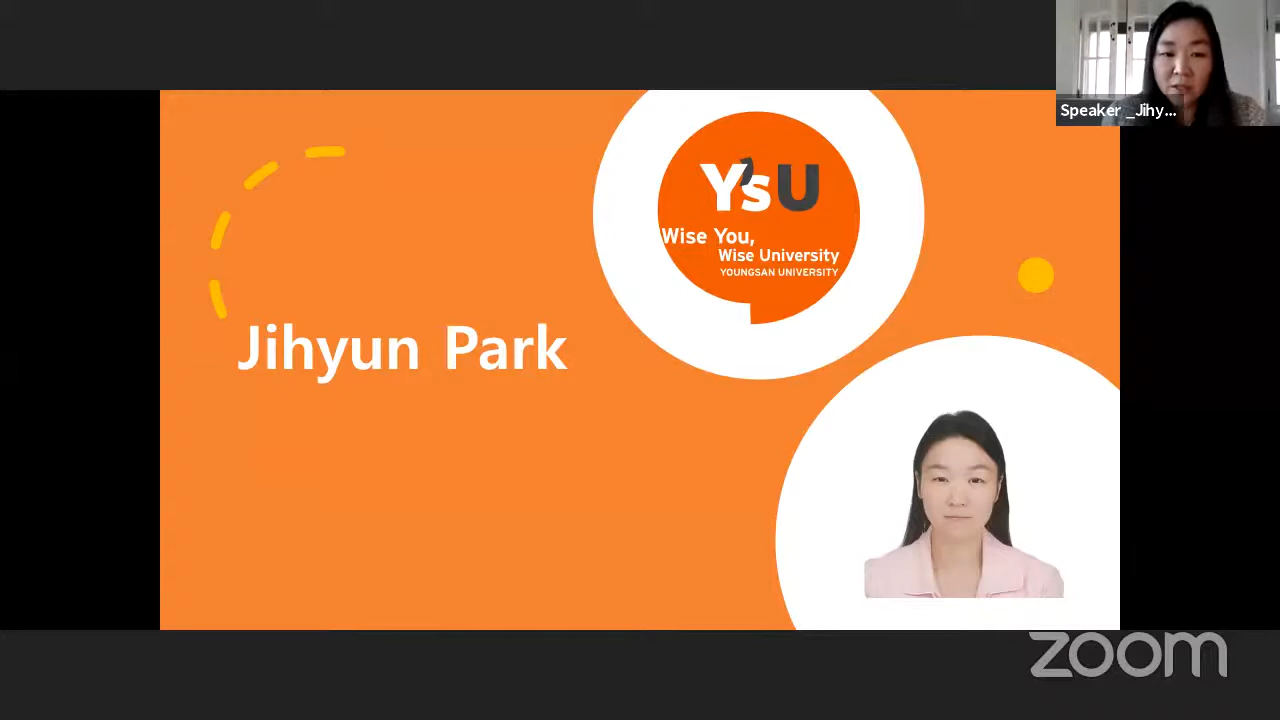 Speaker _Jihy...
Y'sU
Wise You,
Wise University
YOUNGSAN UNIVERSITY
Jihyun Park
zoom